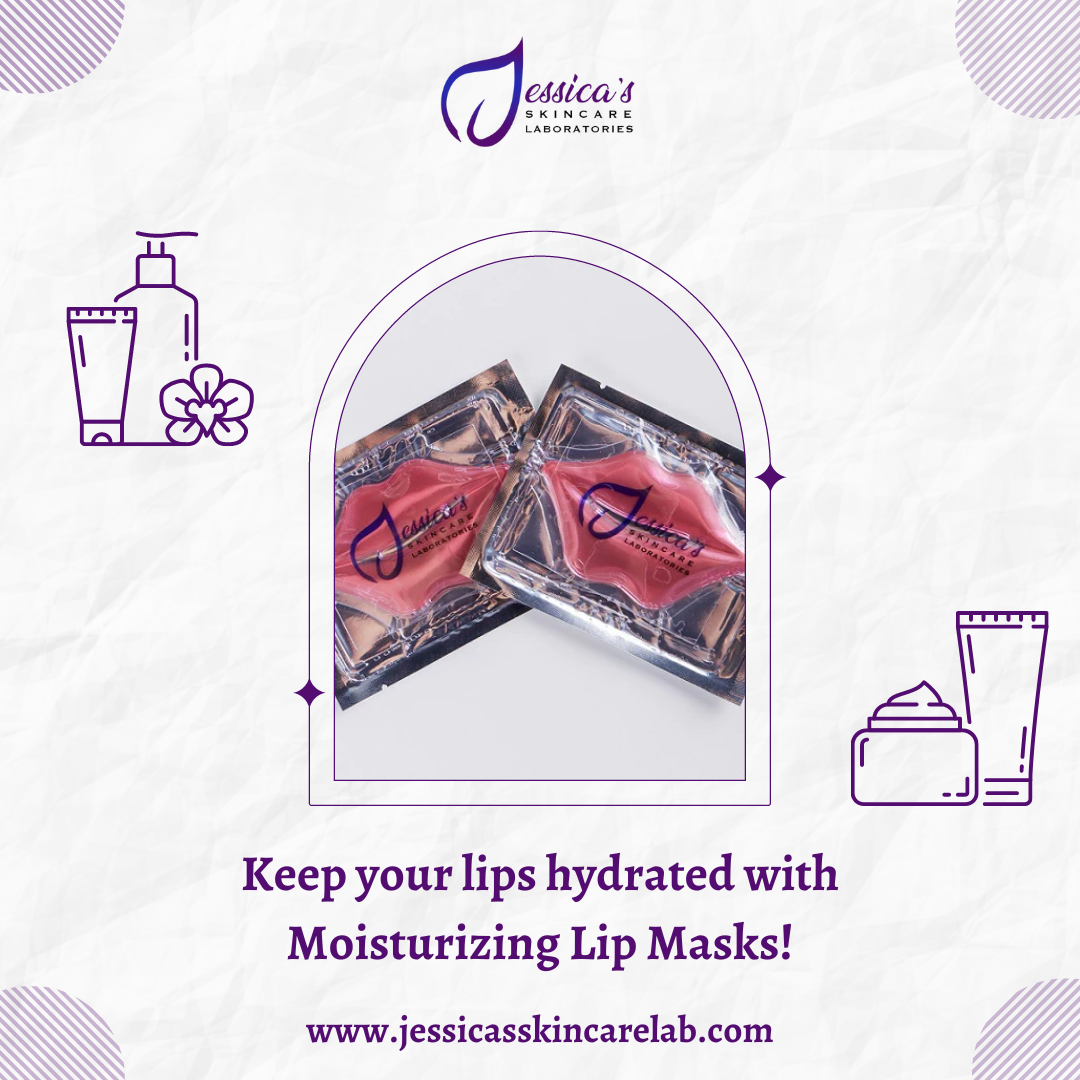 Jessica's
SKINCARE
LABORATORIES
Jessica's
SKINCARE
LABORATORIES
Jessica's
SKINCARE
LABORATORIES
Keep your lips hydrated with
Moisturizing Lip Masks!
www.jessicasskincarelab.com